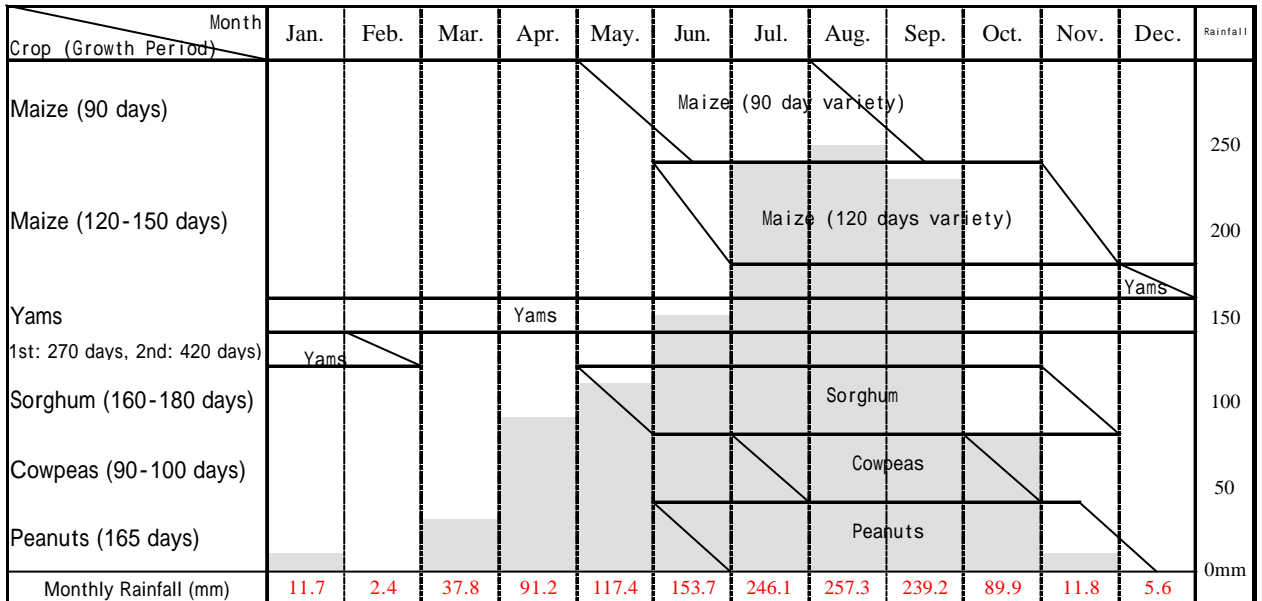 Month
Crop (Growth Period)
Jan. Feb. Mar. Apr. May. Jun. Jul. Aug. Sep. Oct. Nov. Dec. Rainfall
Maize (90 days)
Maize (90 day variety)
250
Maize (120-150 days)
Maize (120 days variety)
200
Yams
Yams
Yams
150
1st: 270 days, 2nd: 420 days)
Yams
Sorghum (160-180 days)
Sorghum
100
Cowpeas (90-100 days)
Cowpeas
50
Peanuts (165 days)
Peanuts
0mm
Monthly Rainfall (mm) 11.7 2.4 37.8 91.2 117.4 153.7 246.1 257.3 239.2 89.9 11.8 5.6